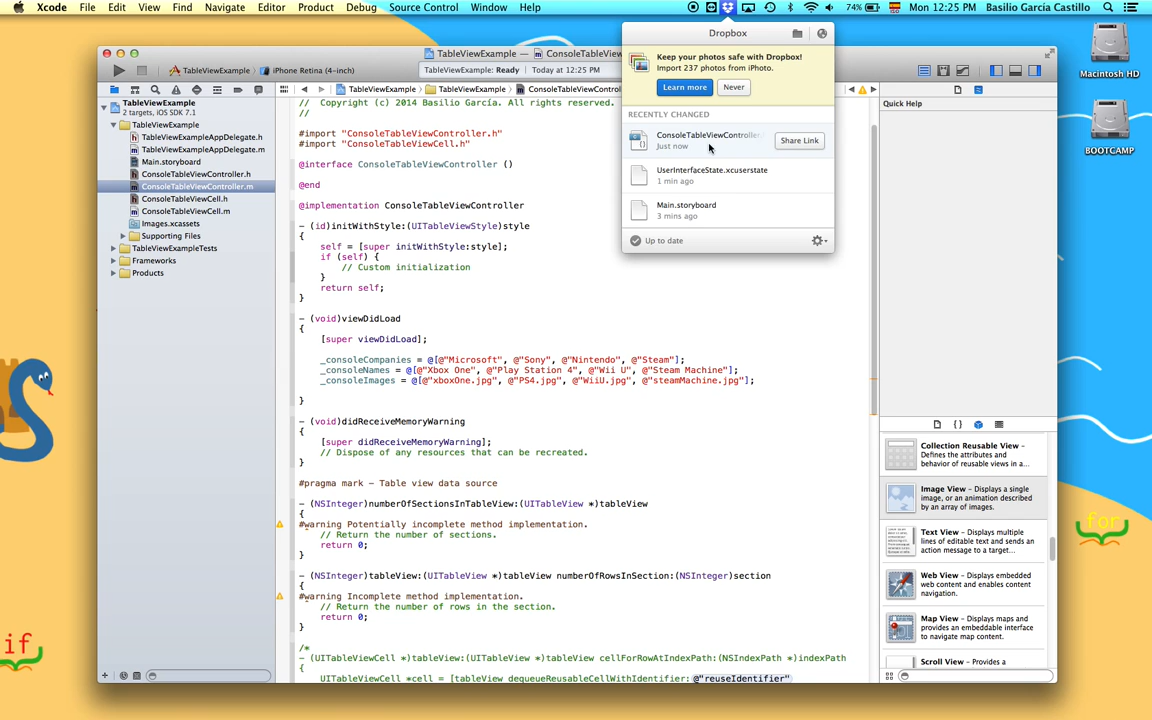 Xcode File Edit View Find Navigate Editor Product Debug Source Control Window Help 74% Mon 12:25 PM Basilio García Castillo
Dropbox
Keep your photos safe with Dropbox!
Import 237 photos from iPhoto.
Learn more Never
RECENTLY CHANGED
ConsoleTableViewController
Just now
Share Link
UserInterfaceState.xcuserstate
1 min ago
Main.storyboard
3 mins ago
Up to date
Macintosh HD
BOOTCAMP
TableViewExample — ConsoleTableView
TableViewExample iPhone Retina (4-inch)
TableViewExample: Ready Today at 12:25 PM
TableViewExample TableViewExample ConsoleTableViewContr
TableViewExample
2 targets, iOS SDK 7.1
TableViewExample
TableViewExampleAppDelegate.h
TableViewExampleAppDelegate.m
Main.storyboard
ConsoleTableViewController.h
ConsoleTableViewController.m
ConsoleTableViewCell.h
ConsoleTableViewCell.m
Images.xcassets
Supporting Files
TableViewExampleTests
Frameworks
Products
//  Copyright (c) 2014 Basilio García. All rights reserved.
//
#import "ConsoleTableViewController.h"
#import "ConsoleTableViewCell.h"
@interface ConsoleTableViewController ()
@end
@implementation ConsoleTableViewController
- (id)initWithStyle:(UITableViewStyle)style
{
self = [super initWithStyle:style];
if (self) {
// Custom initialization
}
return self;
}
- (void)viewDidLoad
{
[super viewDidLoad];
_consoleCompanies = @[@"Microsoft", @"Sony", @"Nintendo", @"Steam"];
_consoleNames = @[@"Xbox One", @"Play Station 4", @"Wii U", @"Steam Machine"];
_consoleImages = @[@"xboxOne.jpg", @"PS4.jpg", @"WiiU.jpg", @"steamMachine.jpg"];
}
- (void)didReceiveMemoryWarning
{
[super didReceiveMemoryWarning];
// Dispose of any resources that can be recreated.
}
#pragma mark - Table view data source
- (NSInteger)numberOfSectionsInTableView:(UITableView *)tableView
{
#warning Potentially incomplete method implementation.
// Return the number of sections.
return 0;
}
- (NSInteger)tableView:(UITableView *)tableView numberOfRowsInSection:(NSInteger)section
{
#warning Incomplete method implementation.
// Return the number of rows in the section.
return 0;
}
/*
- (UITableViewCell *)tableView:(UITableView *)tableView cellForRowAtIndexPath:(NSIndexPath *)indexPath
{
UITableViewCell *cell = [tableView dequeueReusableCellWithIdentifier:@"reuseIdentifier"
Quick Help
{ }
Collection Reusable View –
Defines the attributes and
behavior of reusable views in a...
Image View – Displays a single
image, or an animation described
by an array of images.
Text View – Displays multiple
lines of editable text and sends an
action message to a target...
Web View – Displays embedded
web content and enables content
navigation.
Map View – Displays maps and
provides an embeddable interface
to navigate map content.
Scroll View – Provides a
if
for